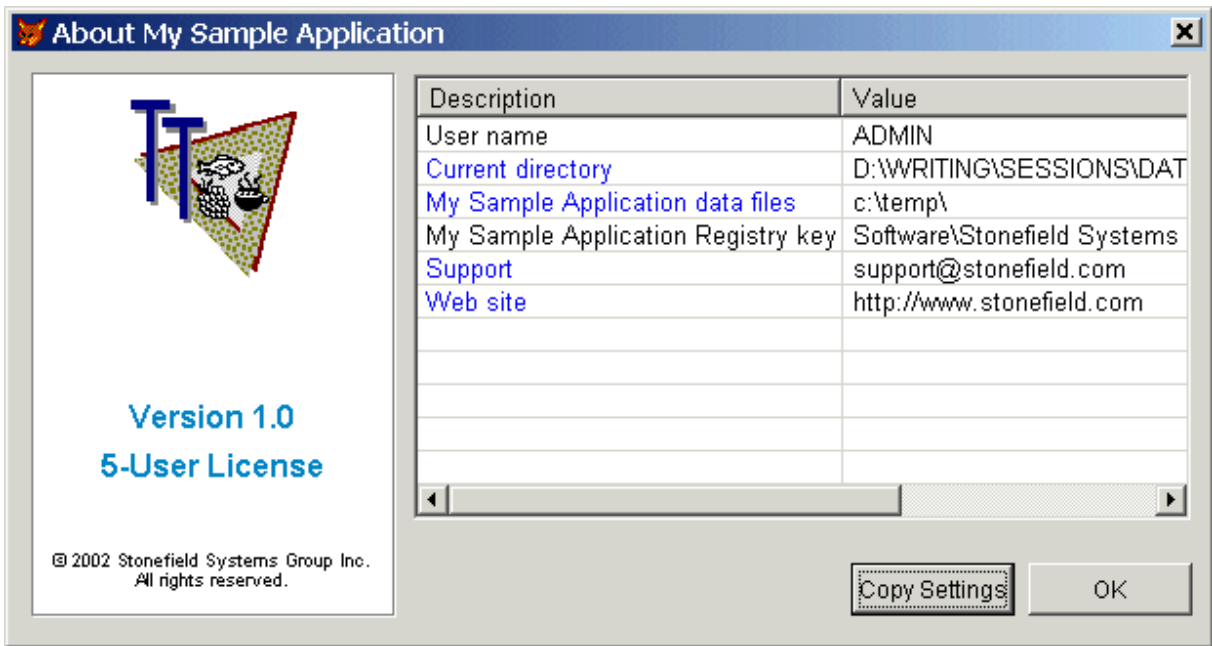 About My Sample Application
TT
Version 1.0
5-User License
© 2002 Stonefield Systems Group Inc.
All rights reserved.
Description Value
User name ADMIN
Current directory D:\WRITING\SESSIONS\DAT
My Sample Application data files c:\temp\
My Sample Application Registry key Software\Stonefield Systems
Support support@stonefield.com
Web site http://www.stonefield.com
Copy Settings OK